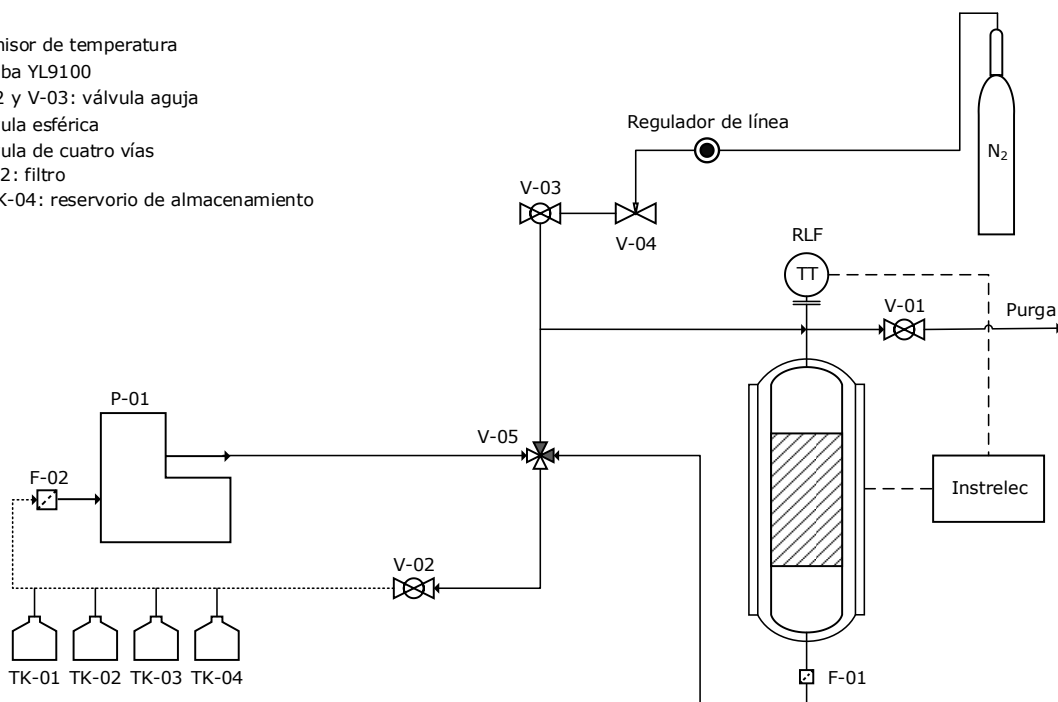 nisor de temperatura
ba YL9100
2 y V-03: válvula aguja
ula esférica
ula de cuatro vías
2: filtro
K-04: reservorio de almacenamiento
Regulador de línea
N2
V-03
V-04
RLF
TT
V-01
Purga
P-01
V-05
F-02
Instrelec
V-02
TK-01 TK-02 TK-03 TK-04
F-01